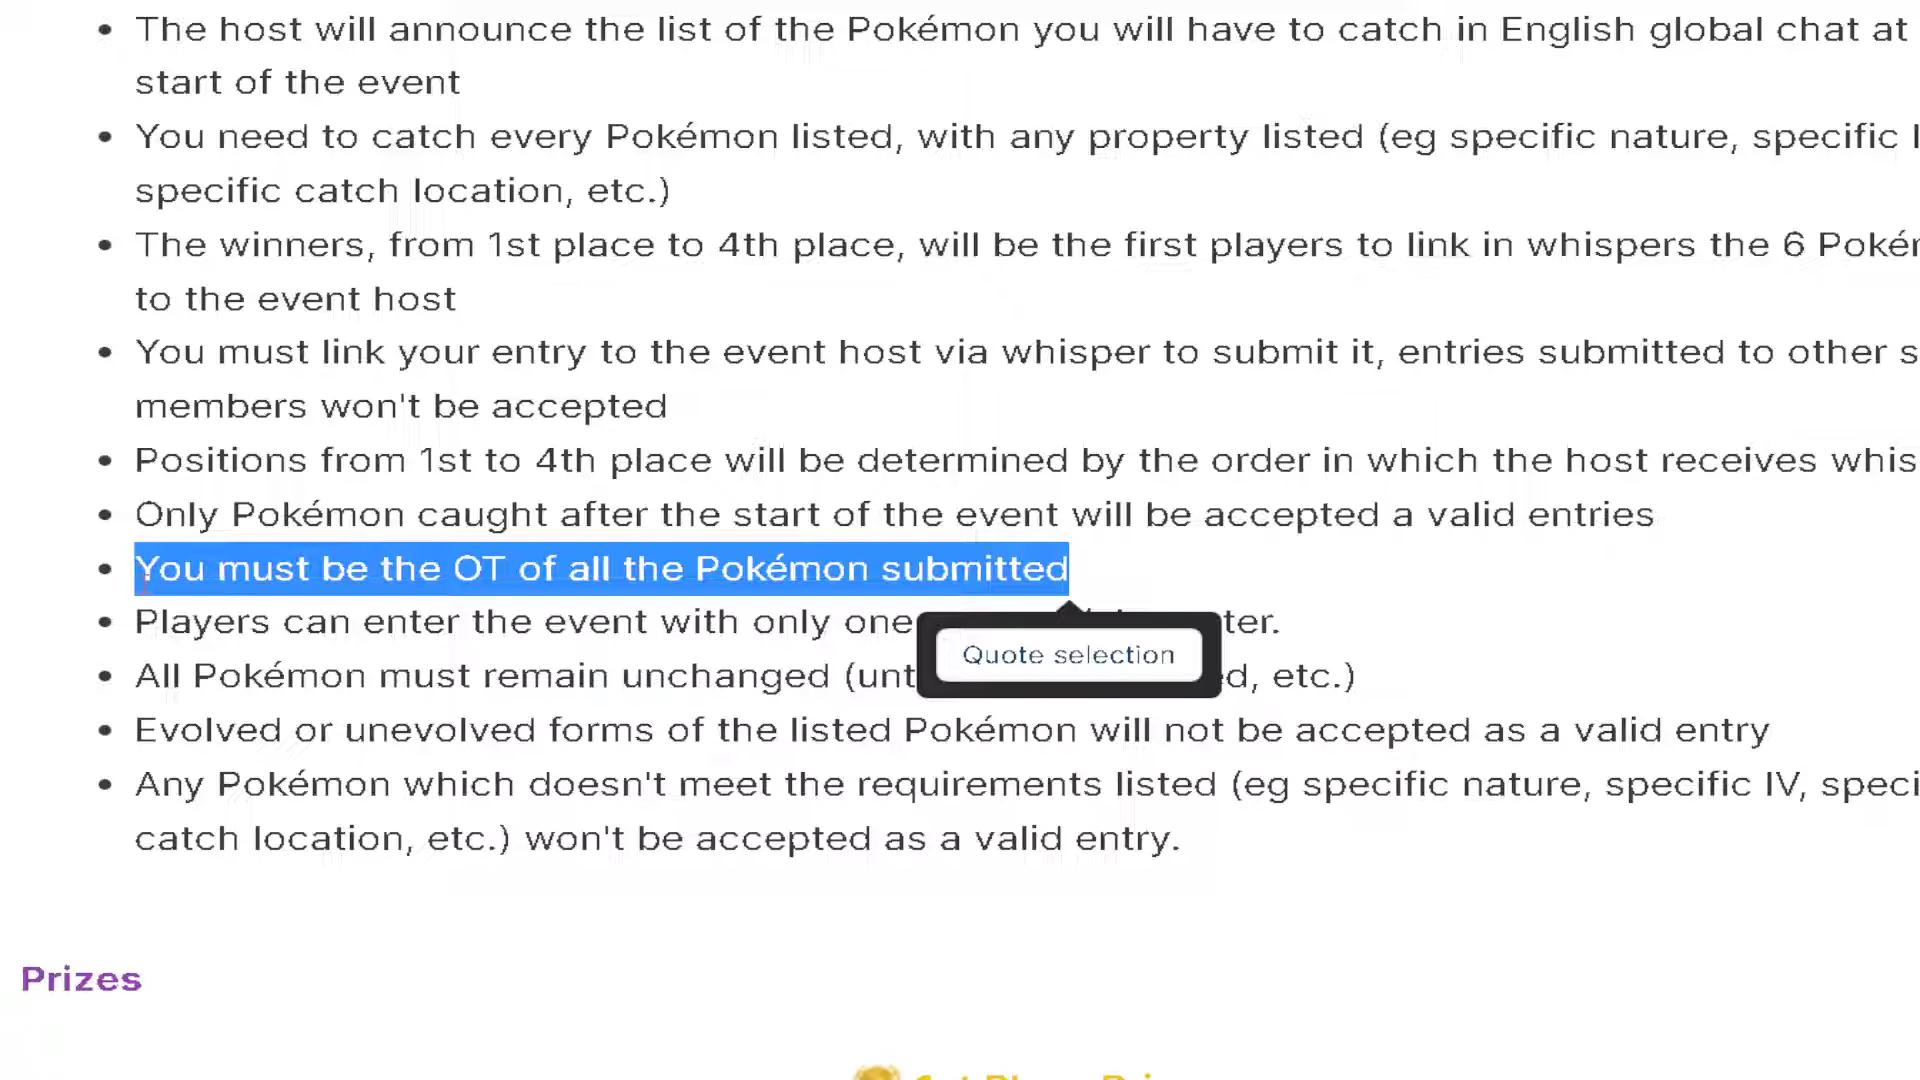 The host will announce the list of the Pokémon you will have to catch in English global chat at
start of the event
You need to catch every Pokémon listed, with any property listed (eg specific nature, specific
specific catch location, etc.)
The winners, from 1st place to 4th place, will be the first players to link in whispers the 6
to the event host
You must link your entry to the event host via whisper to submit it, entries submitted to other
members won't be accepted
Positions from 1st to 4th place will be determined by the order in which the host receives
Only Pokémon caught after the start of the event will be accepted a valid entries
You must be the OT of all the Pokémon submitted
Players can enter the event with only one
Quote selection
All Pokémon must remain unchanged etc.)
Evolved or unevolved forms of the listed Pokémon will not be accepted as a valid entry
Any Pokémon which doesn't meet the requirements listed (eg specific nature, specific IV,
catch location, etc.) won't be accepted as a valid entry.
Prizes